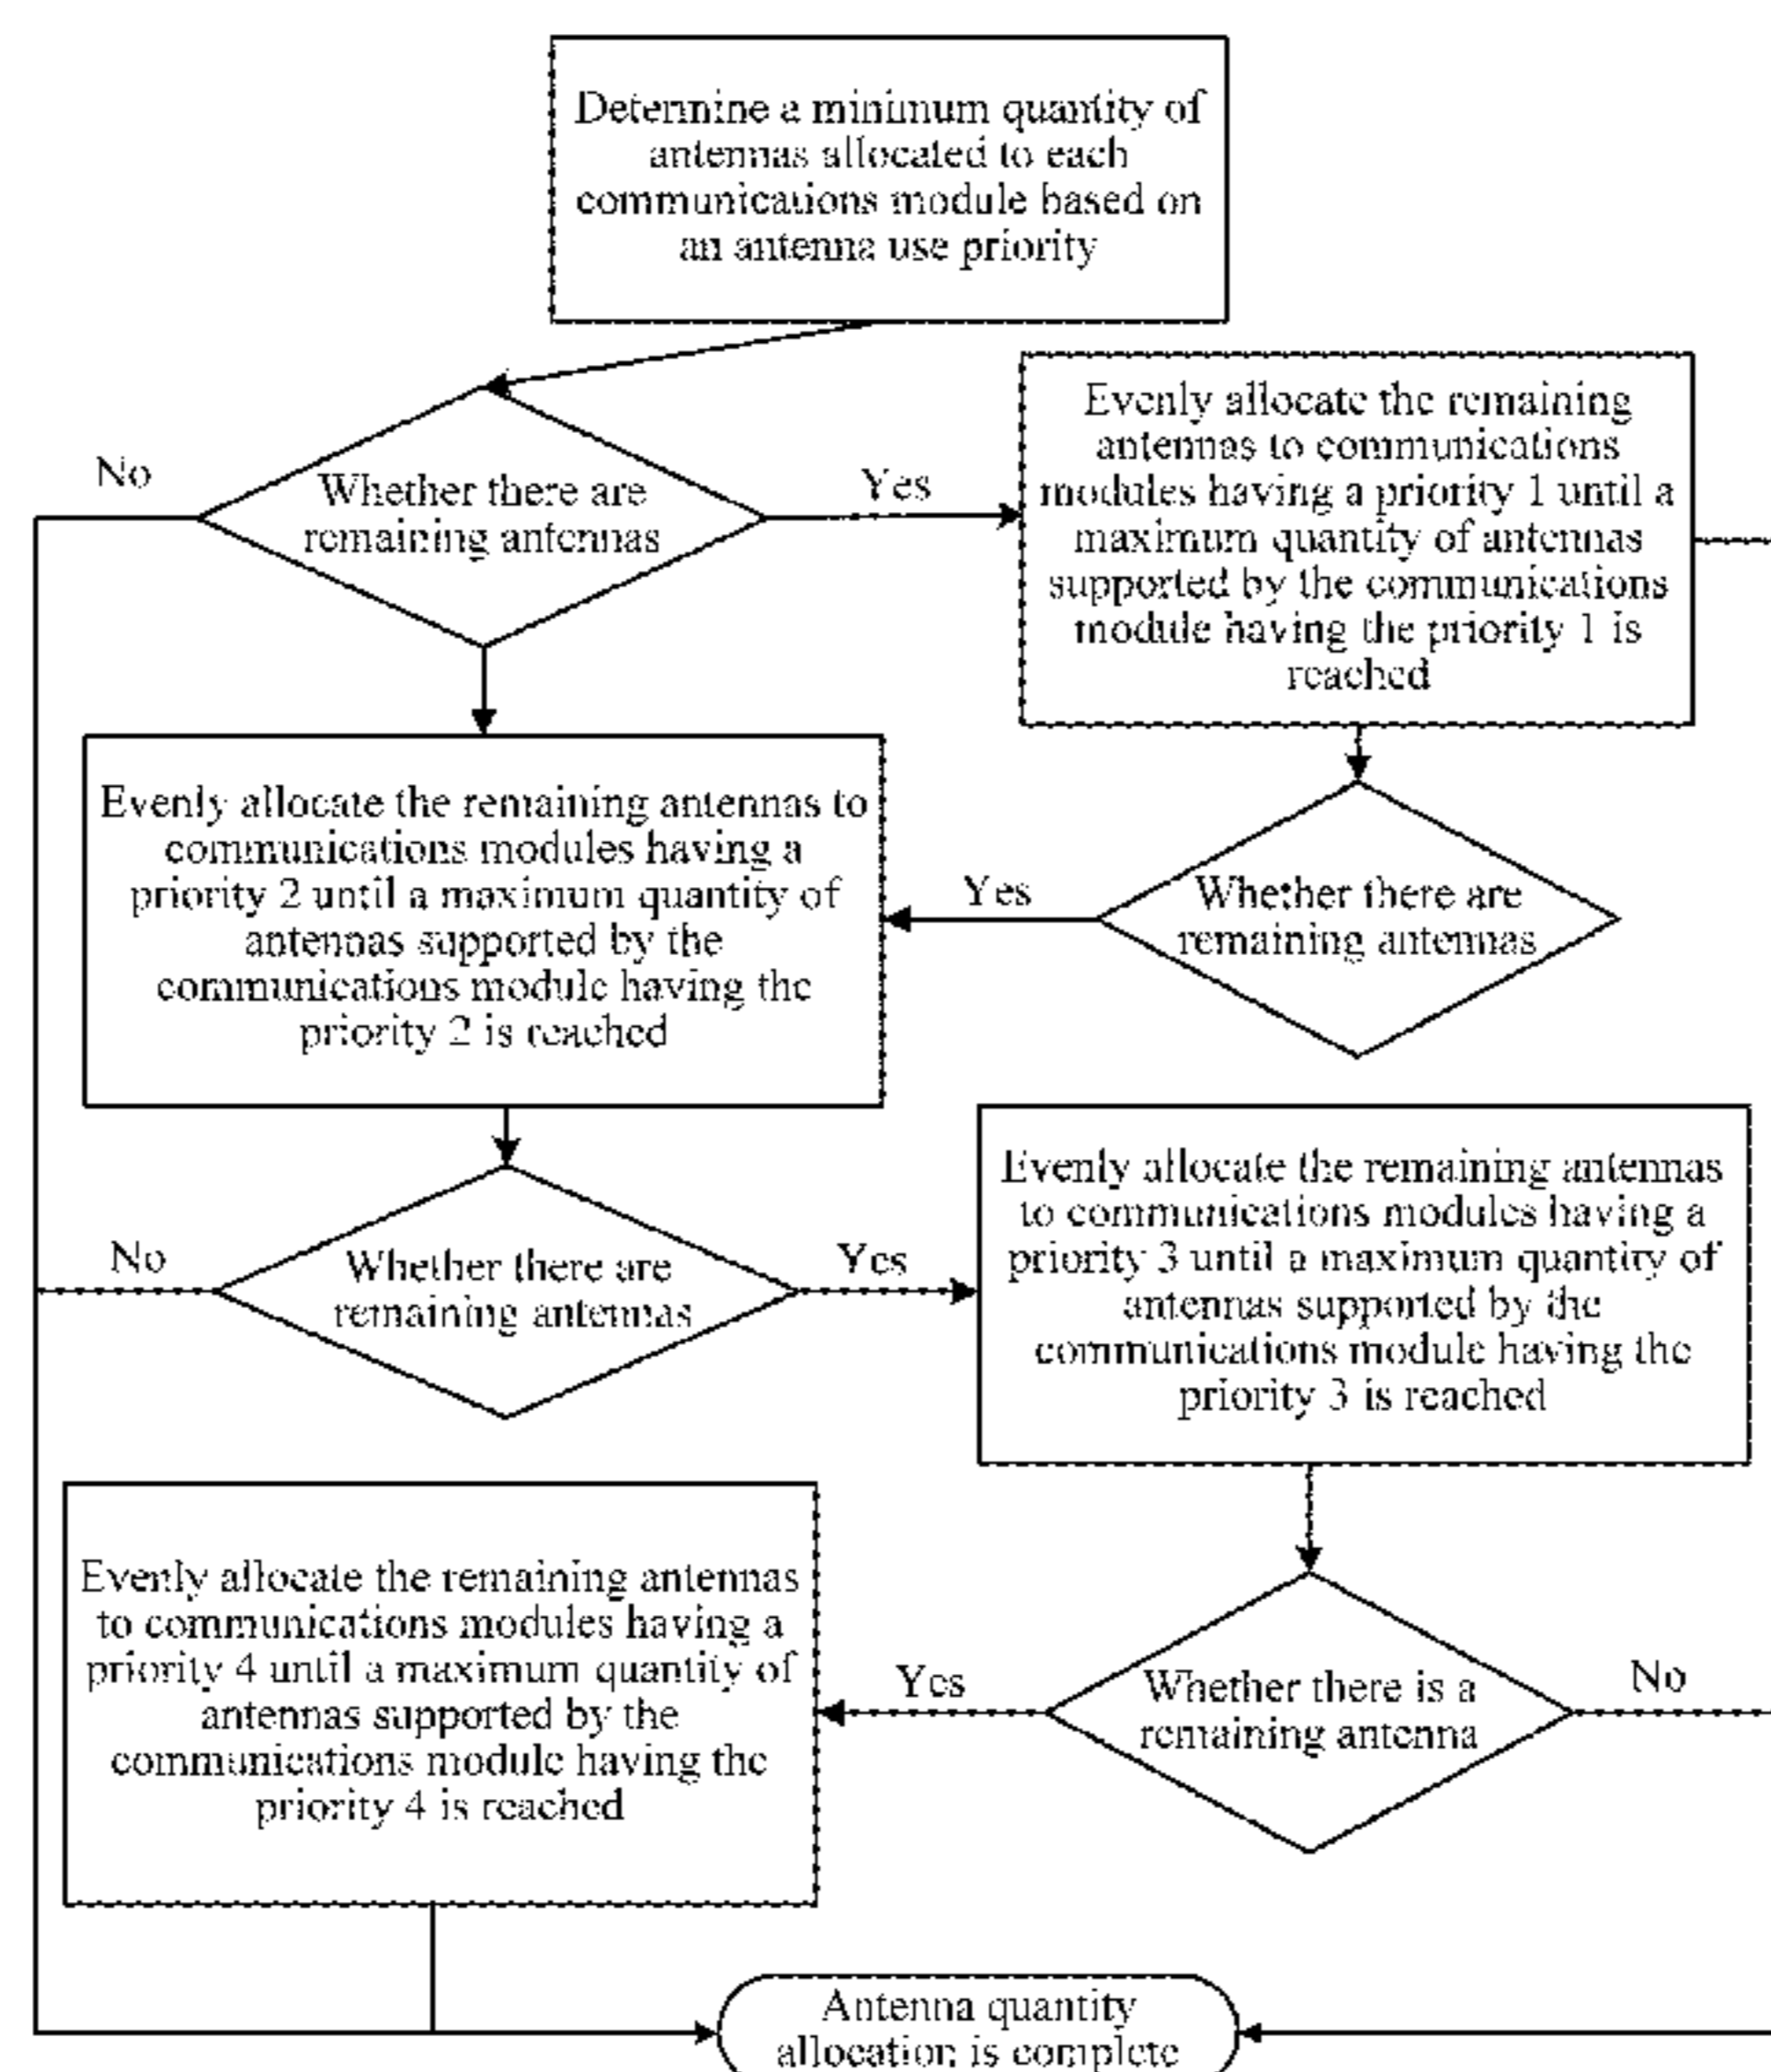 Determine a minimum quantity of
antennas allocated to each
communications module based on
an antenna use priority
No
Whether there are
remaining antennas
Yes
Evenly allocate the remaining
antennas to communications
modules having a priority 1 until a
maximum quantity of antennas
supported by the communications
module having the priority 1 is
reached
Evenly allocate the remaining antennas to
communications modules having a
priority 2 until a maximum quantity of
antennas supported by the
communications module having the
priority 2 is reached
Yes
Whether there are
remaining antennas
No
Whether there are
remaining antennas
Yes
Evenly allocate the remaining antennas
to communications modules having a
priority 3 until a maximum quantity of
antennas supported by the
communications module having the
priority 3 is reached
Evenly allocate the remaining antennas
to communications modules having a
priority 4 until a maximum quantity of
antennas supported by the
communications module having the
priority 4 is reached
Yes
Whether there is a
remaining antenna
No
Antenna quantity
allocation is complete